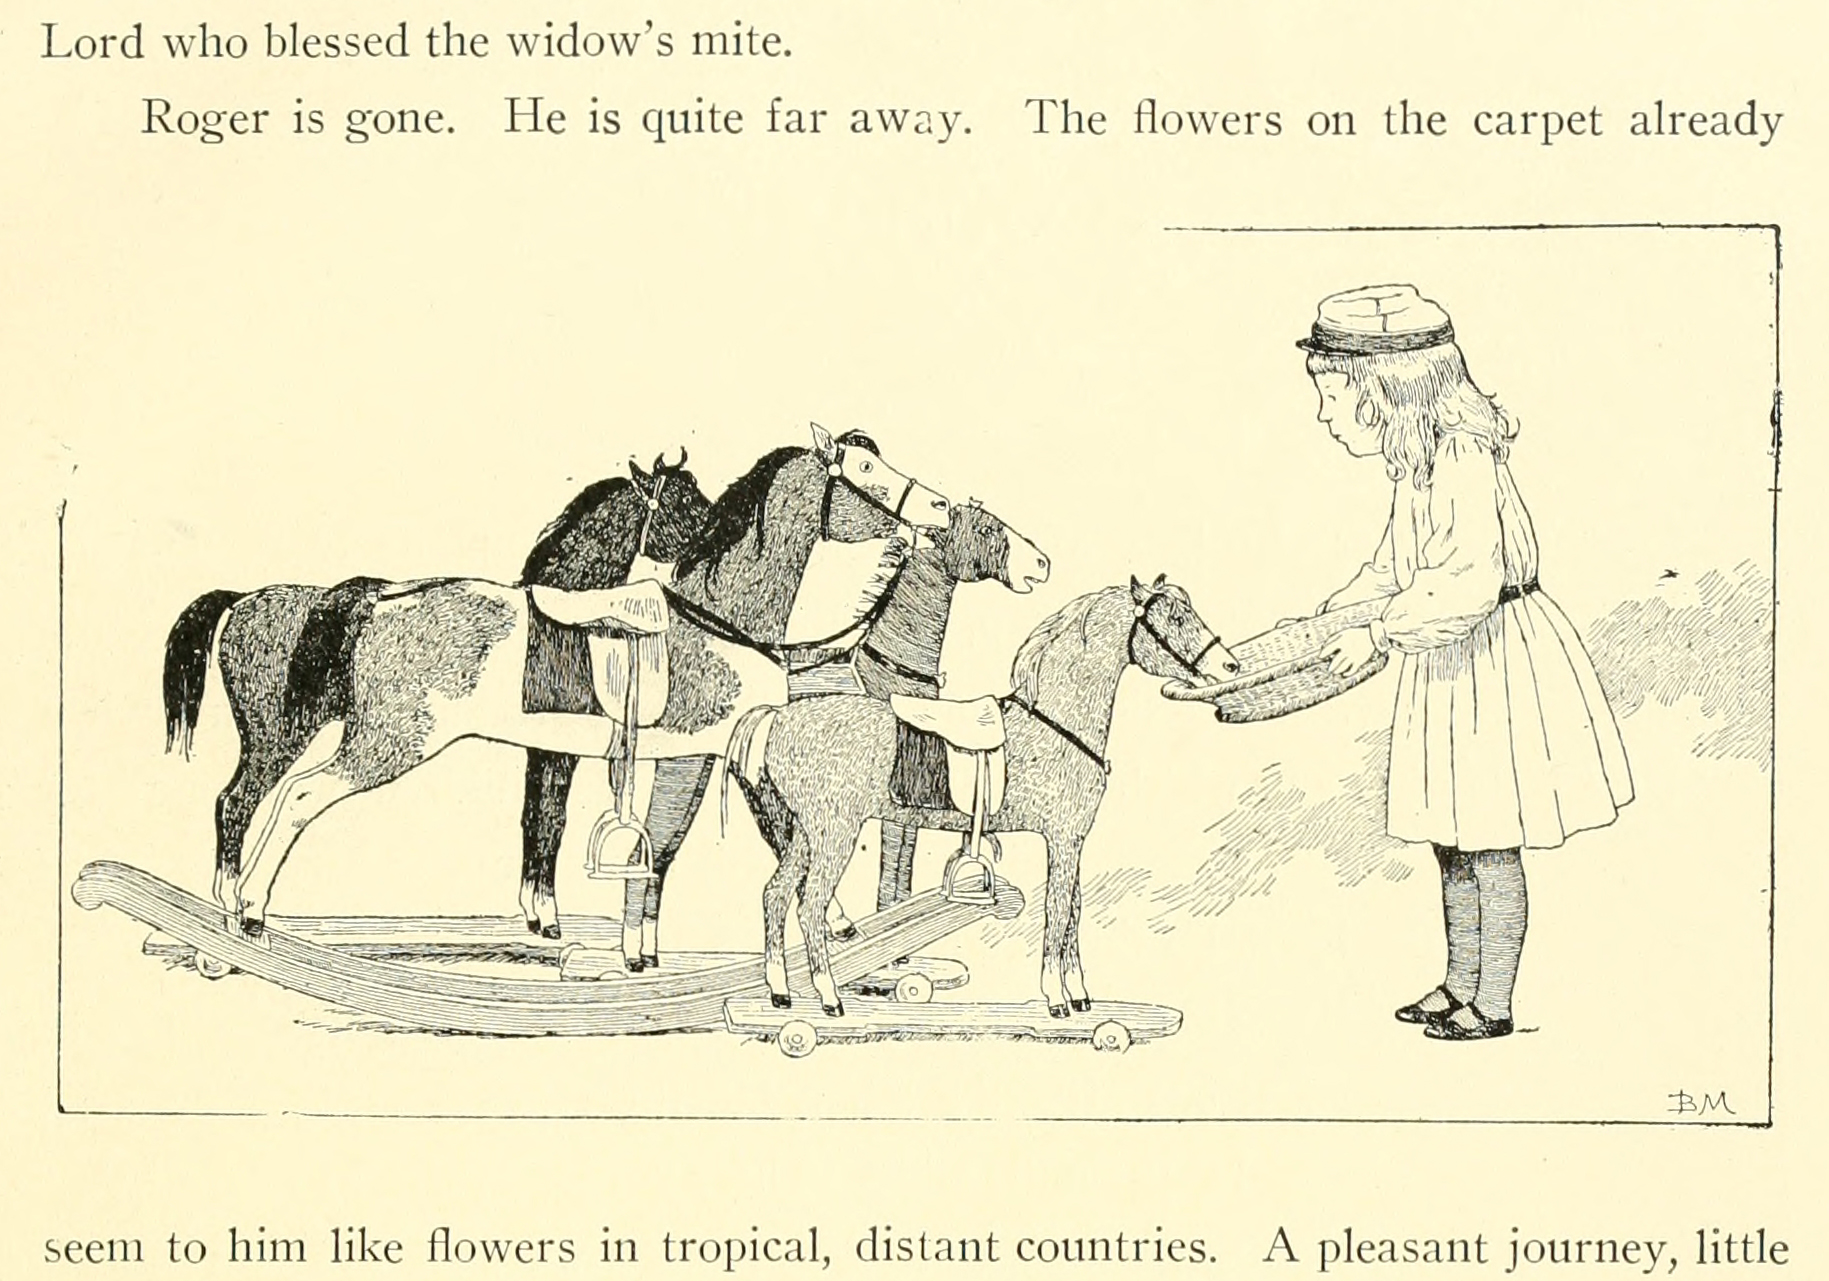 Lord who blessed the widow's mite.
Roger is gone. He is quite far away. The flowers on the carpet already
BM
seem to him like flowers in tropical, distant countries. A pleasant journey, little